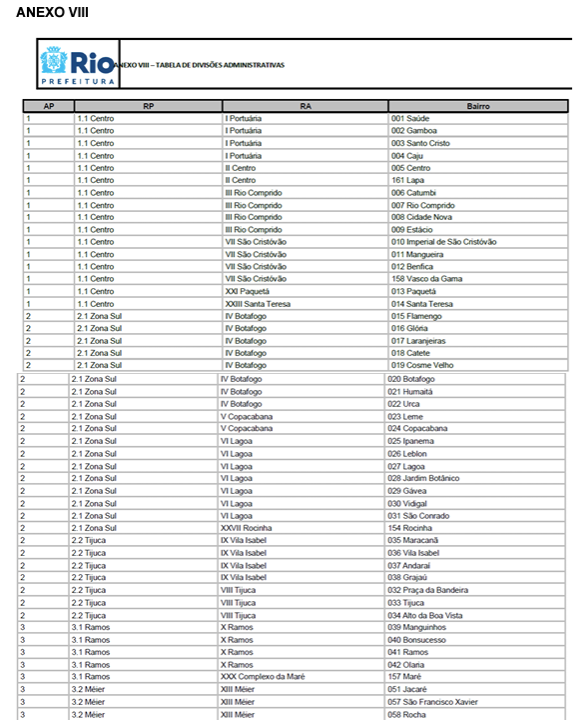 ANEXO VIII
Rio
PREFEITURA
ANEXO VIII – TABELA DE DIVISÕES ADMINISTRATIVAS
AP RP RA Bairro
1 1.1 Centro I Portuária 001 Saúde
1 1.1 Centro I Portuária 002 Gamboa
1 1.1 Centro I Portuária 003 Santo Cristo
1 1.1 Centro I Portuária 004 Caju
1 1.1 Centro II Centro 005 Centro
1 1.1 Centro II Centro 161 Lapa
1 1.1 Centro III Rio Comprido 006 Catumbi
1 1.1 Centro III Rio Comprido 007 Rio Comprido
1 1.1 Centro III Rio Comprido 008 Cidade Nova
1 1.1 Centro III Rio Comprido 009 Estácio
1 1.1 Centro VII São Cristóvão 010 Imperial de São Cristóvão
1 1.1 Centro VII São Cristóvão 011 Mangueira
1 1.1 Centro VII São Cristóvão 012 Benfica
1 1.1 Centro VII São Cristóvão 158 Vasco da Gama
1 1.1 Centro XXI Paquetá 013 Paquetá
1 1.1 Centro XXIII Santa Teresa 014 Santa Teresa
2 2.1 Zona Sul IV Botafogo 015 Flamengo
2 2.1 Zona Sul IV Botafogo 016 Glória
2 2.1 Zona Sul IV Botafogo 017 Laranjeiras
2 2.1 Zona Sul IV Botafogo 018 Catete
2 2.1 Zona Sul IV Botafogo 019 Cosme Velho
2 2.1 Zona Sul IV Botafogo 020 Botafogo
2 2.1 Zona Sul IV Botafogo 021 Humaitá
2 2.1 Zona Sul IV Botafogo 022 Urca
2 2.1 Zona Sul V Copacabana 023 Leme
2 2.1 Zona Sul V Copacabana 024 Copacabana
2 2.1 Zona Sul VI Lagoa 025 Ipanema
2 2.1 Zona Sul VI Lagoa 026 Leblon
2 2.1 Zona Sul VI Lagoa 027 Lagoa
2 2.1 Zona Sul VI Lagoa 028 Jardim Botânico
2 2.1 Zona Sul VI Lagoa 029 Gávea
2 2.1 Zona Sul VI Lagoa 030 Vidigal
2 2.1 Zona Sul VI Lagoa 031 São Conrado
2 2.1 Zona Sul XXVII Rocinha 154 Rocinha
2 2.2 Tijuca IX Vila Isabel 035 Maracanã
2 2.2 Tijuca IX Vila Isabel 036 Vila Isabel
2 2.2 Tijuca IX Vila Isabel 037 Andaraí
2 2.2 Tijuca IX Vila Isabel 038 Grajaú
2 2.2 Tijuca VIII Tijuca 032 Praça da Bandeira
2 2.2 Tijuca VIII Tijuca 033 Tijuca
2 2.2 Tijuca VIII Tijuca 034 Alto da Boa Vista
3 3.1 Ramos X Ramos 039 Manguinhos
3 3.1 Ramos X Ramos 040 Bonsucesso
3 3.1 Ramos X Ramos 041 Ramos
3 3.1 Ramos X Ramos 042 Olaria
3 3.1 Ramos XXX Complexo da Maré 157 Maré
3 3.2 Méier XIII Méier 051 Jacaré
3 3.2 Méier XIII Méier 057 São Francisco Xavier
3 3.2 Méier XIII Méier 058 Rocha